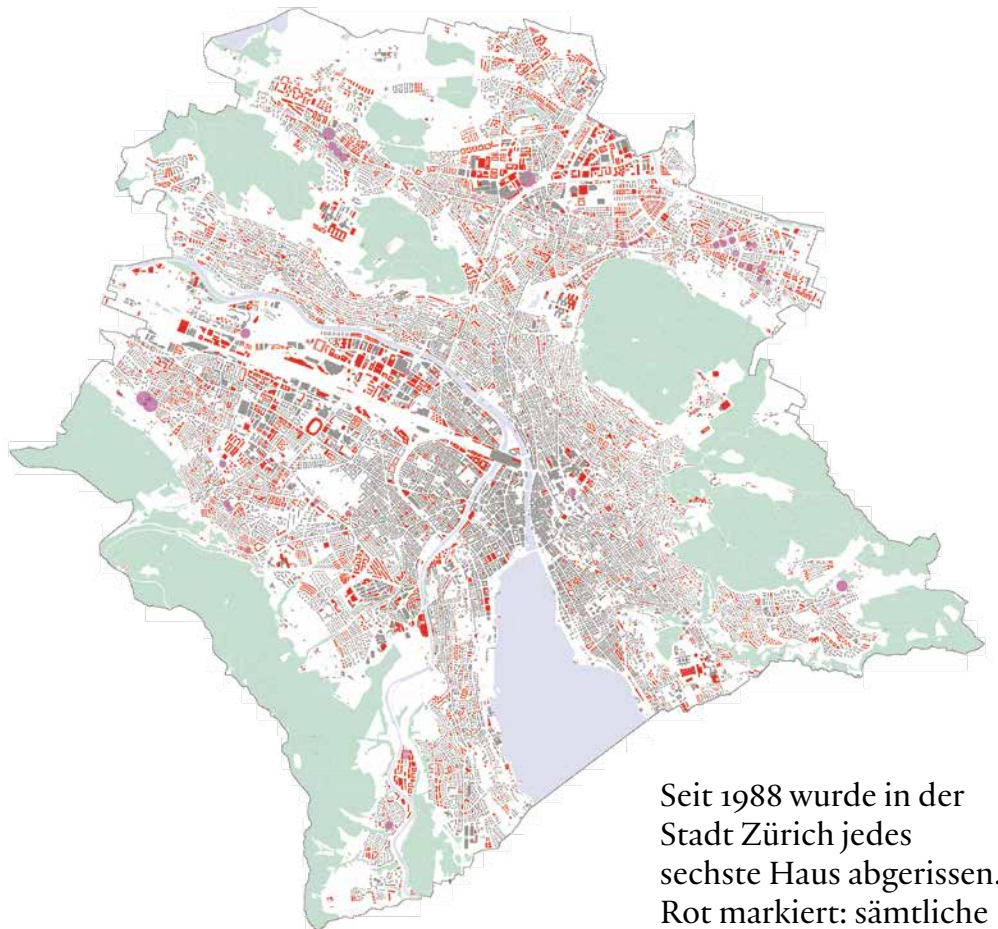 Seit 1988 wurde in der
Stadt Zürich jedes
sechste Haus abgerissen.
Rot markiert: sämtliche